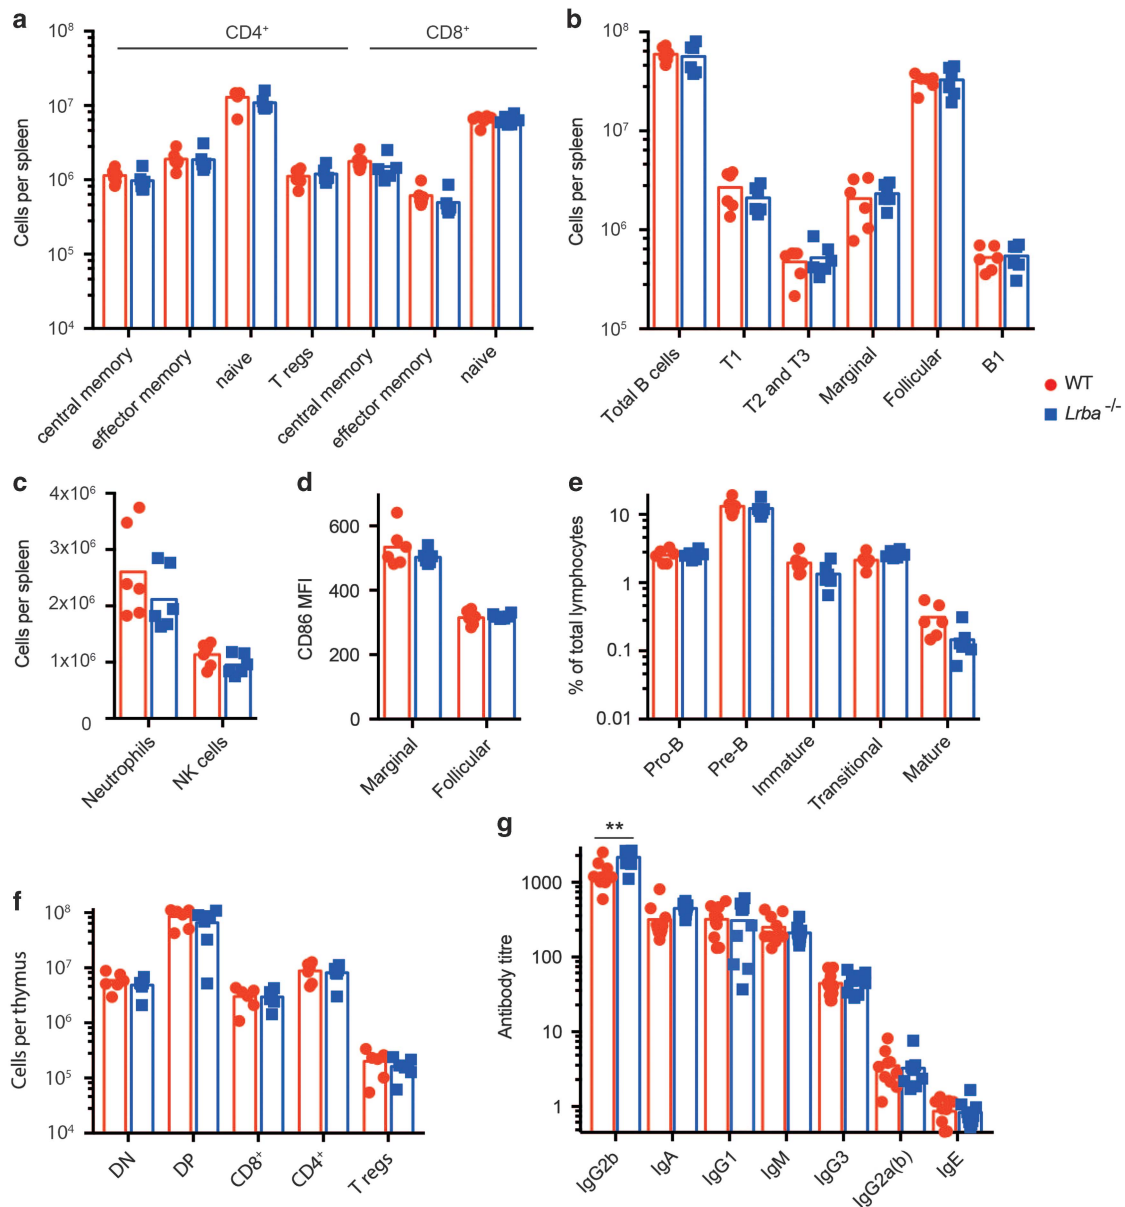 a
CD4⁺ CD8⁺
Cells per spleen
10⁸
10⁷
10⁶
10⁵
10⁴
central memory effector memory naive T regs central memory effector memory naive
b
Cells per spleen
10⁸
10⁷
10⁶
10⁵
Total B cells T1 T2 and T3 Marginal Follicular B1
WT
Lrba⁻/⁻
c
Cells per spleen
4x10⁶
3x10⁶
2x10⁶
1x10⁶
0
Neutrophils NK cells
d
CD86 MFI
600
400
200
0
Marginal Follicular
e
% of total lymphocytes
10
1
0.1
0.01
Pro-B Pre-B Immature Transitional Mature
f
Cells per thymus
10⁸
10⁷
10⁶
10⁵
10⁴
DN DP CD8⁺ CD4⁺ T regs
g
**
Antibody titre
1000
100
10
1
IgG2b IgA IgG1 IgM IgG3 IgG2a(b) IgE